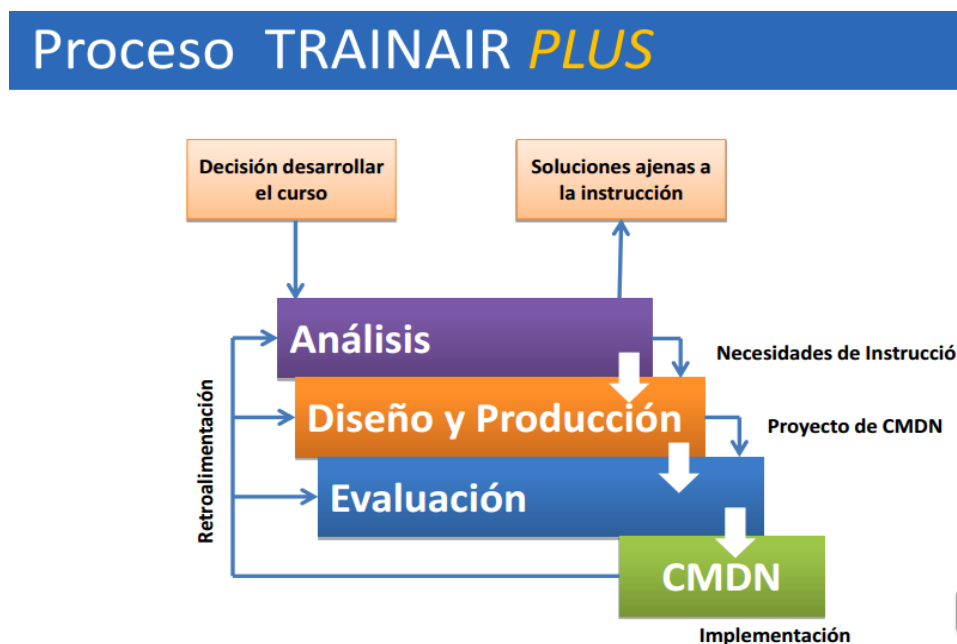 Proceso TRAINAIR PLUS
Decisión desarrollar
el curso
Soluciones ajenas a
la instrucción
Análisis
Necesidades de Instrucció
Diseño y Producción
Proyecto de CMDN
Retroalimentación
Evaluación
CMDN
Implementación